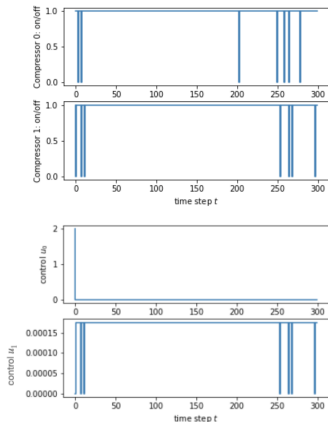 Compressor 0: on/off
1.0
0.5
0.0
0 50 100 150 200 250 300
Compressor 1: on/off
1.0
0.5
0.0
0 50 100 150 200 250 300
time step t
control u₀
2
1
0
0 50 100 150 200 250 300
control u₁
0.00015
0.00010
0.00005
0.00000
0 50 100 150 200 250 300
time step t